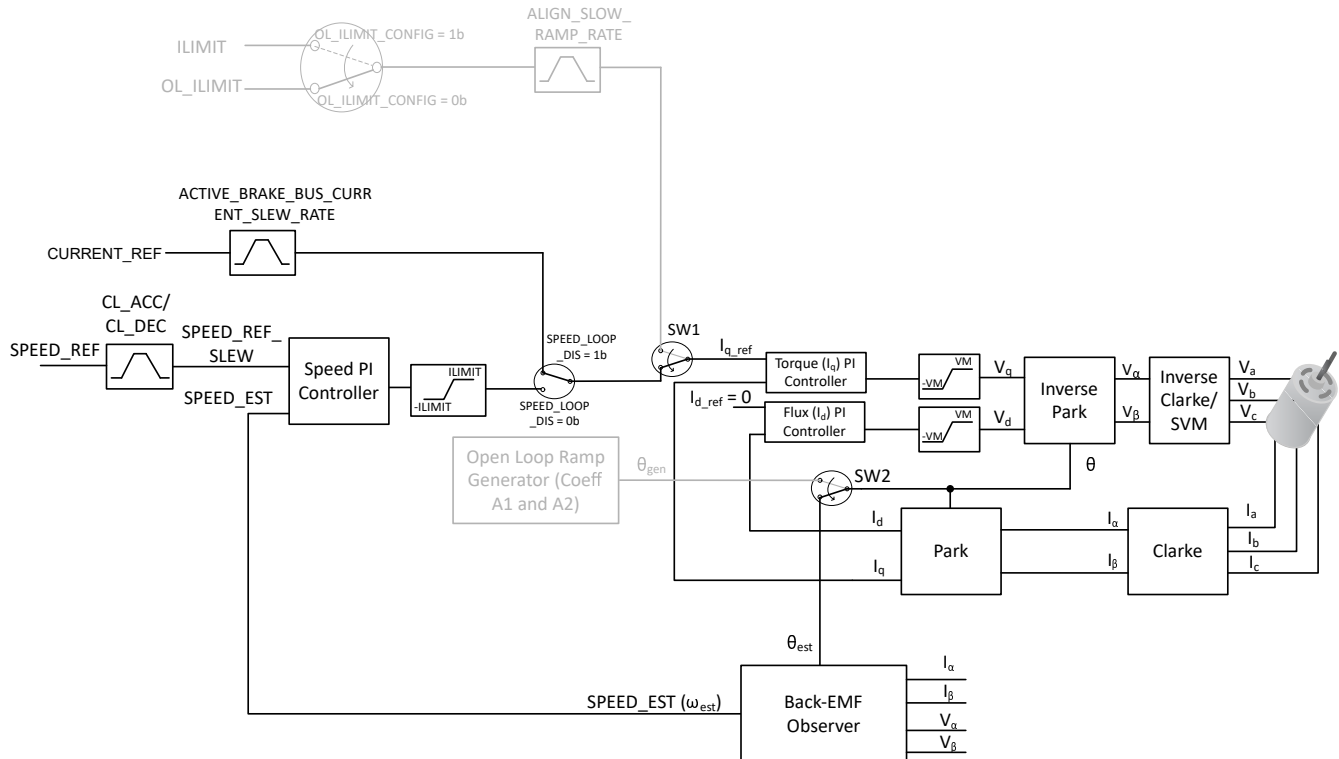 ALIGN_SLOW_
RAMP_RATE
OL_ILIMIT_CONFIG = 1b
ILIMIT
OL_ILIMIT
OL_ILIMIT_CONFIG = 0b
ACTIVE_BRAKE_BUS_CURR
ENT_SLEW_RATE
CURRENT_REF
CL_ACC/
CL_DEC
SPEED_REF
SPEED_REF_
SLEW
SPEED_EST
Speed PI
Controller
ILIMIT
-ILIMIT
SPEED_LOOP
_DIS = 1b
SPEED_LOOP
_DIS = 0b
SW1
Iq_ref
Torque (Iq) PI
Controller
VM
-VM
Vq
Id_ref = 0
Flux (Id) PI
Controller
VM
-VM
Vd
Inverse
Park
Vα
Vβ
Inverse
Clarke/
SVM
Va
Vb
Vc
Open Loop Ramp
Generator (Coeff
A1 and A2)
θgen
SW2
θ
Id
Iq
Park
Iα
Iβ
Clarke
Ia
Ib
Ic
θest
SPEED_EST (ωest)
Back-EMF
Observer
Iα
Iβ
Vα
Vβ